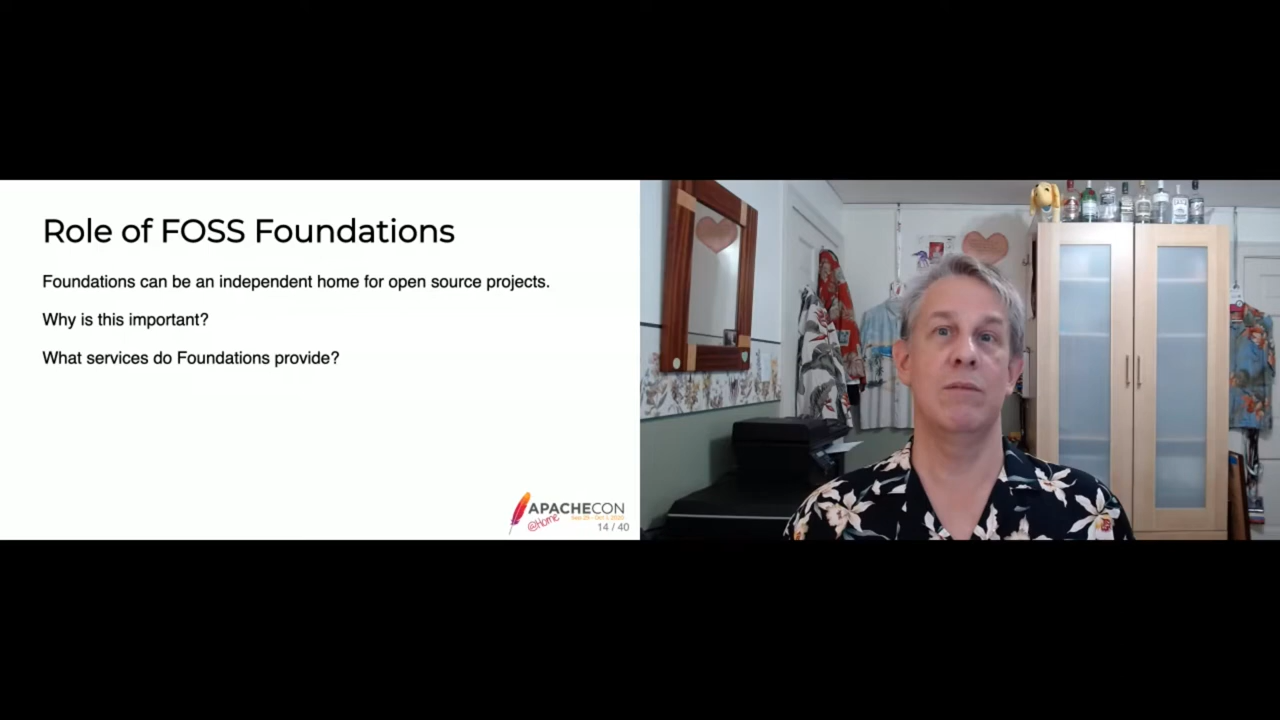 Role of FOSS Foundations
Foundations can be an independent home for open source projects.
Why is this important?
What services do Foundations provide?
APACHECON
@Home
14 / 40